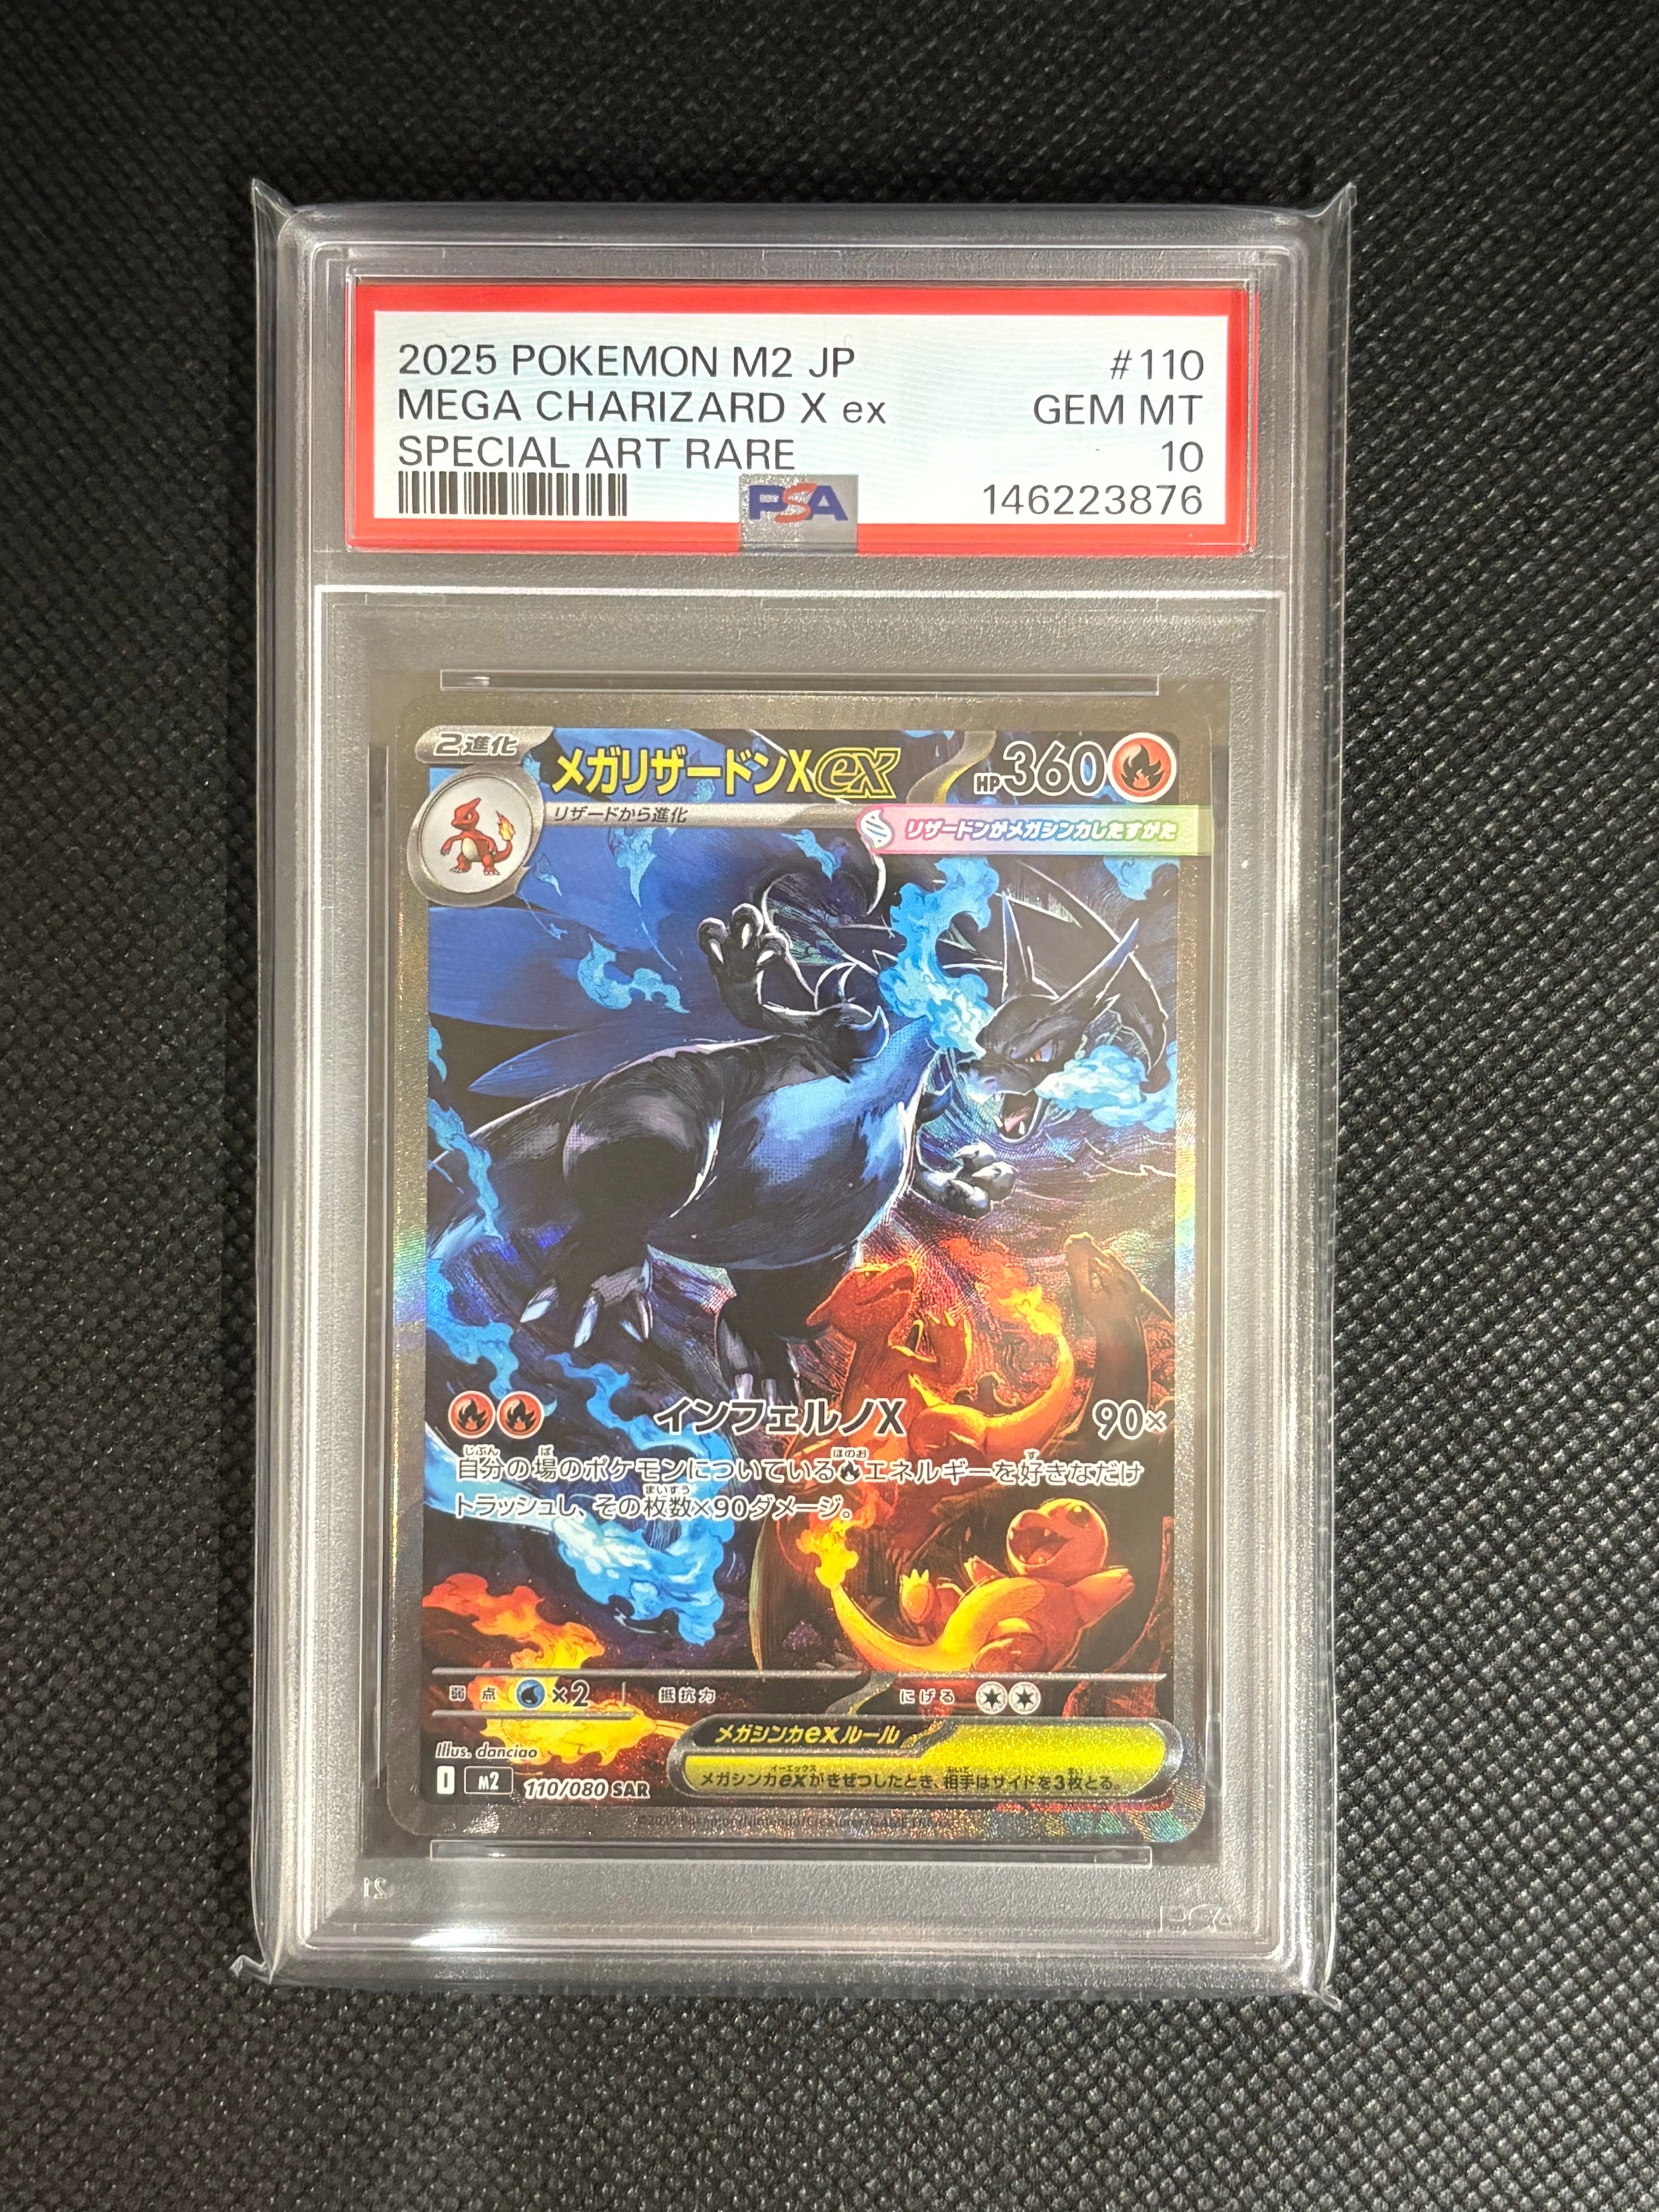 2025 POKEMON M2 JP #110
MEGA CHARIZARD X ex GEM MT
SPECIAL ART RARE 10
PSA 146223876
2進化 メガリザードンXex HP360
リザードから進化
リザードンがメガシンカしたすがた
インフェルノX 90×
自分の場のポケモンについているエネルギーを好きなだけ
トラッシュし、その枚数×90ダメージ。
弱点 ×2 抵抗力 にげる
メガシンカexルール
メガシンカexがきぜつしたとき、相手はサイドを3枚とる。
Illus. danciao
I M2 110/080 SAR